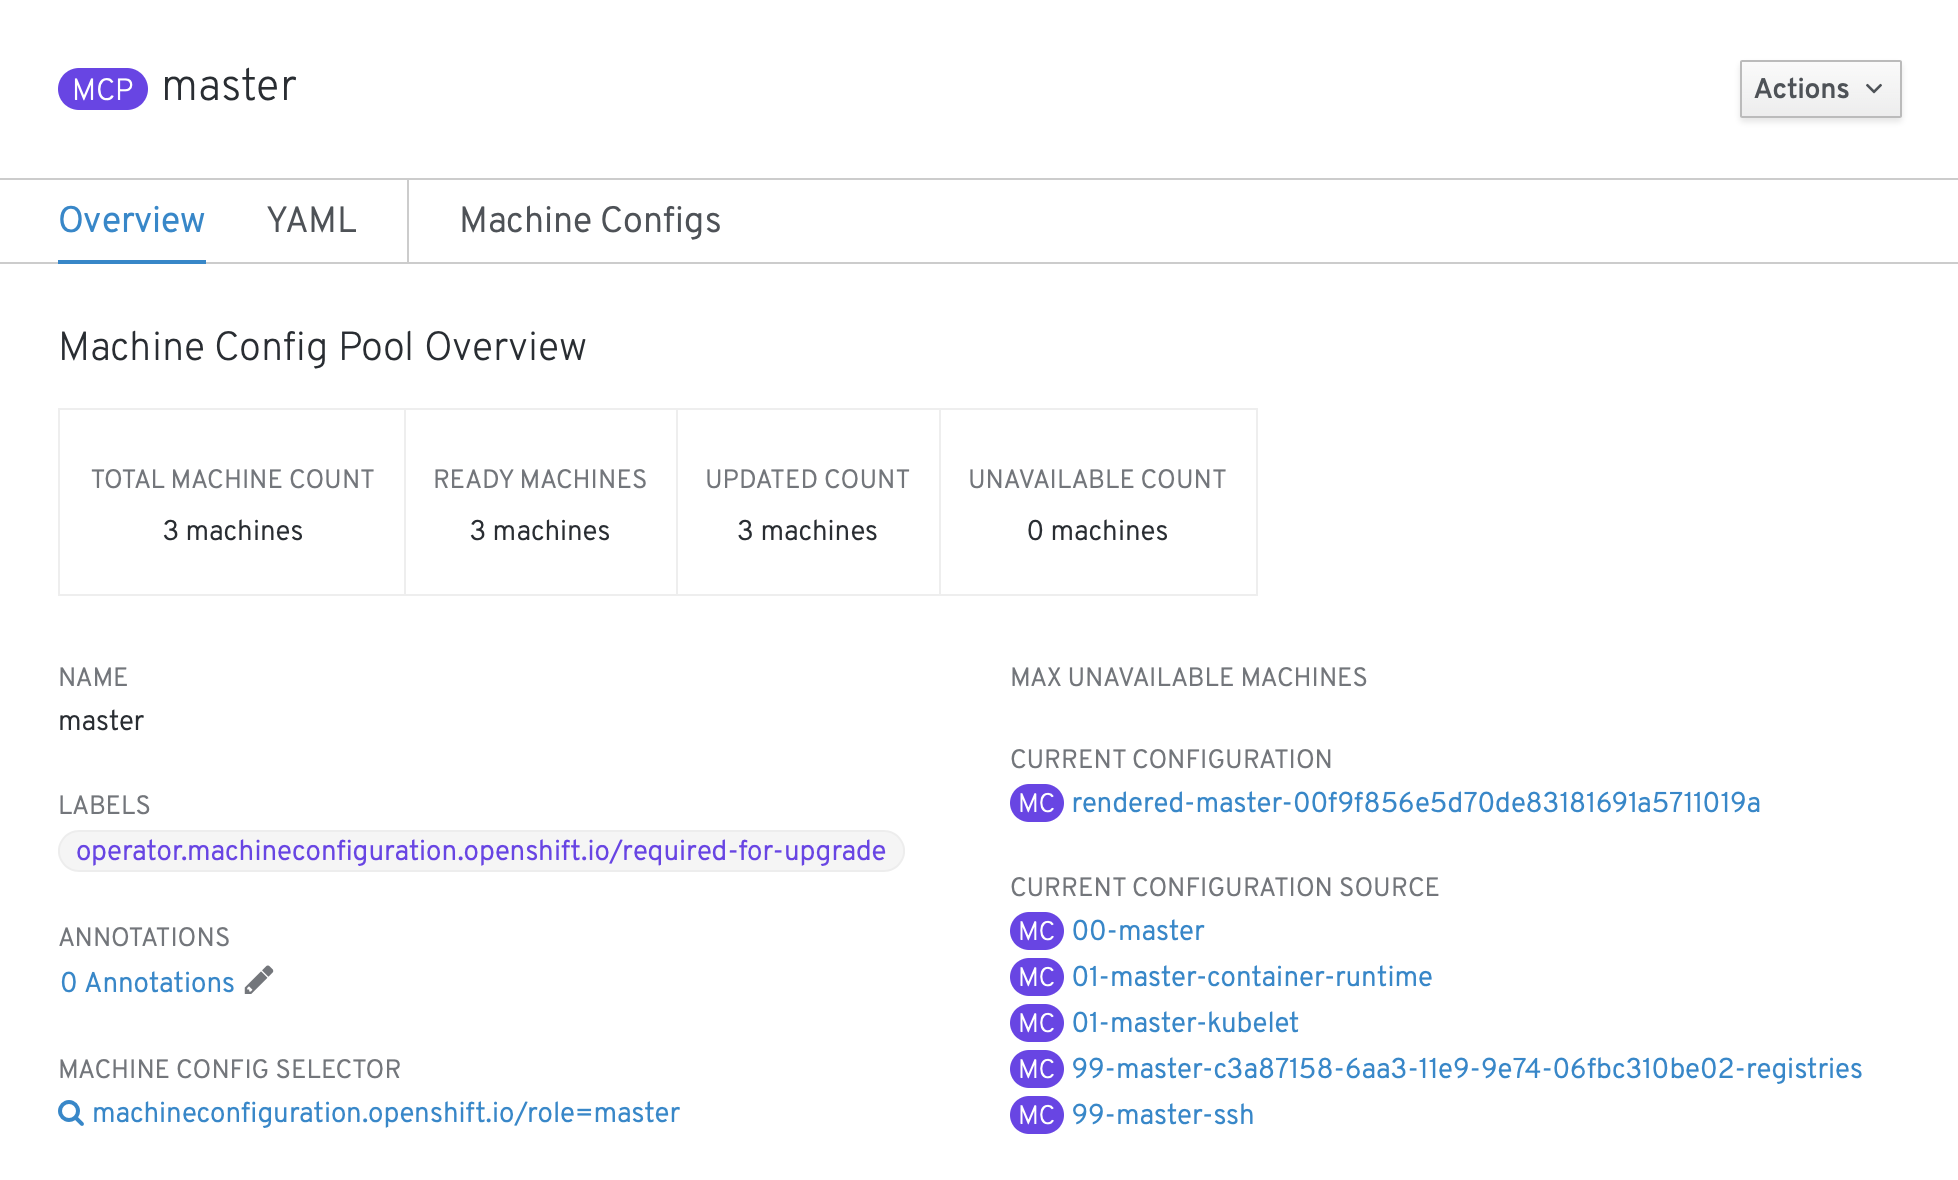 MCP master
Actions
Overview YAML Machine Configs
Machine Config Pool Overview
TOTAL MACHINE COUNT READY MACHINES UPDATED COUNT UNAVAILABLE COUNT
3 machines 3 machines 3 machines 0 machines
NAME
master
LABELS
operator.machineconfiguration.openshift.io/required-for-upgrade
ANNOTATIONS
0 Annotations
MACHINE CONFIG SELECTOR
machineconfiguration.openshift.io/role=master
MAX UNAVAILABLE MACHINES
CURRENT CONFIGURATION
MC rendered-master-00f9f856e5d70de83181691a5711019a
CURRENT CONFIGURATION SOURCE
MC 00-master
MC 01-master-container-runtime
MC 01-master-kubelet
MC 99-master-c3a87158-6aa3-11e9-9e74-06fbc310be02-registries
MC 99-master-ssh